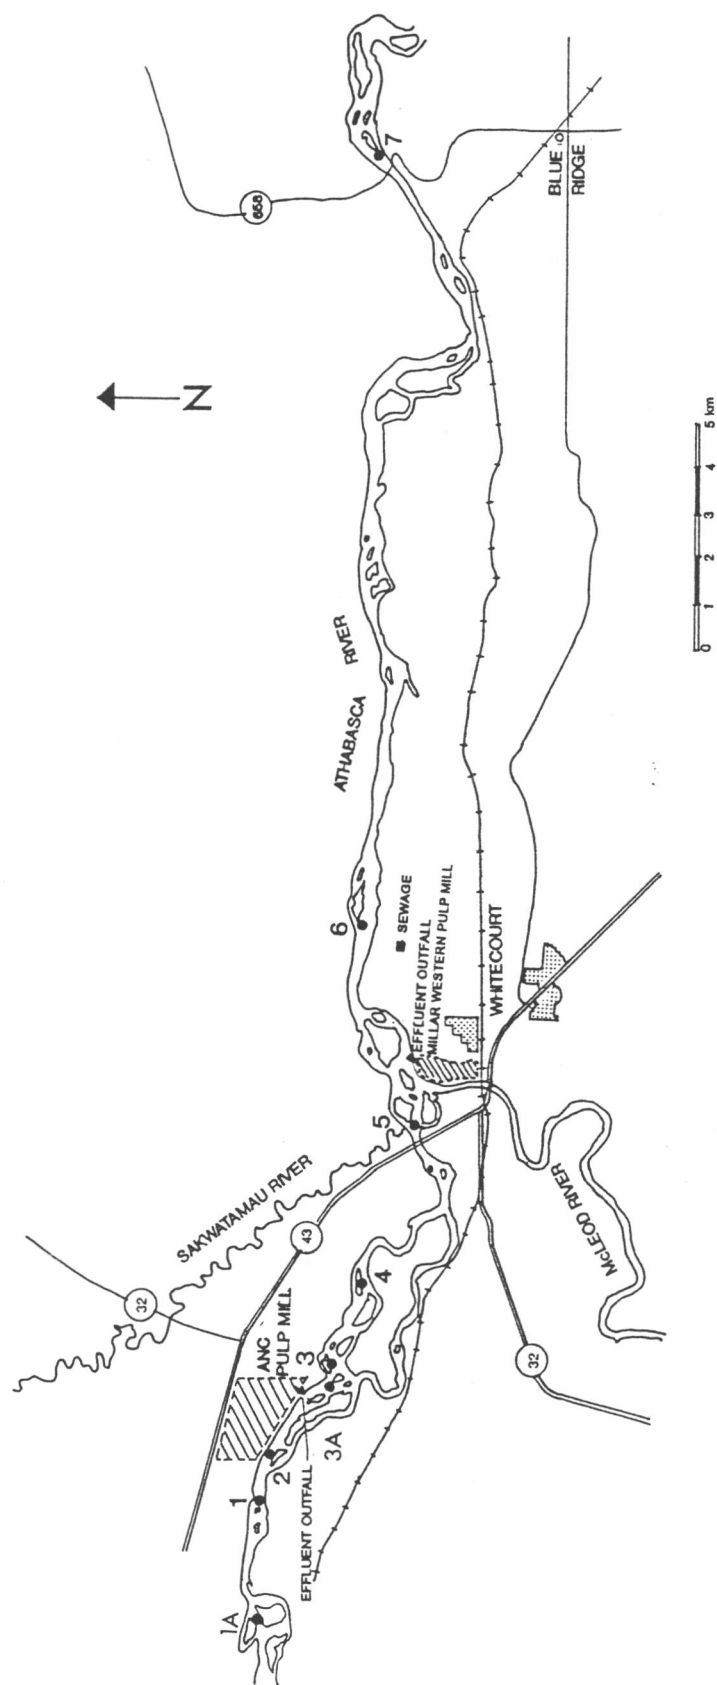 658
7
BLUE
RIDGE
N
ATHABASCA
RIVER
0
1
2
3
4
5 km
6
SEWAGE
EFFLUENT OUTFALL
MILLAR WESTERN PULP MILL
WHITECOURT
5
SAKWATAMAU RIVER
43
32
McLEOD RIVER
32
4
ANC
PULP MILL
3
3A
2
EFFLUENT OUTFALL
1
1A